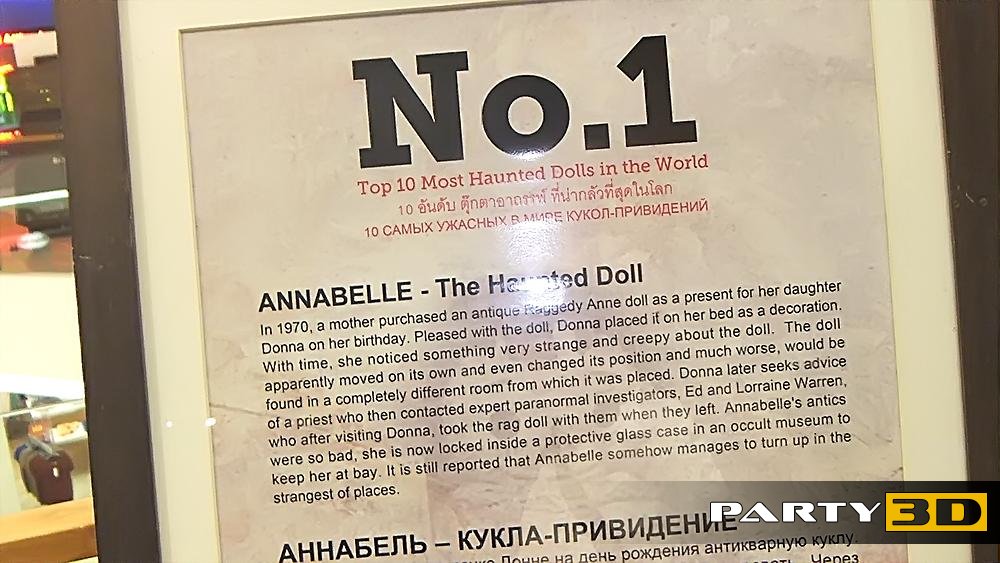 No.1
Top 10 Most Haunted Dolls in the World
10 อันดับ ตุ๊กตาอาถรรพ์ ที่น่ากลัวที่สุดในโลก
10 САМЫХ УЖАСНЫХ В МИРЕ КУКОЛ-ПРИВИДЕНИЙ
ANNABELLE - The Haunted Doll
In 1970, a mother purchased an antique Raggedy Anne doll as a present for her daughter
Donna on her birthday. Pleased with the doll, Donna placed if on her bed as a decoration.
With time, she noticed something very strange and creepy about the doll. The doll
apparently moved on its own and even changed its position and much worse, would be
found in a completely different room from which it was placed. Donna later seeks advice
of a priest who then contacted expert paranormal investigators, Ed and Lorraine Warren,
who after visiting Donna, took the rag doll with them when they left. Annabelle's antics
were so bad, she is now locked inside a protective glass case in an occult museum to
keep her at bay. It is still reported that Annabelle somehow manages to turn up in the
strangest of places.
АННАБЕЛЬ – КУКЛА-ПРИВИДЕНИЕ
Донне на день рождения антикварную куклу.
Через
PARTY 3D